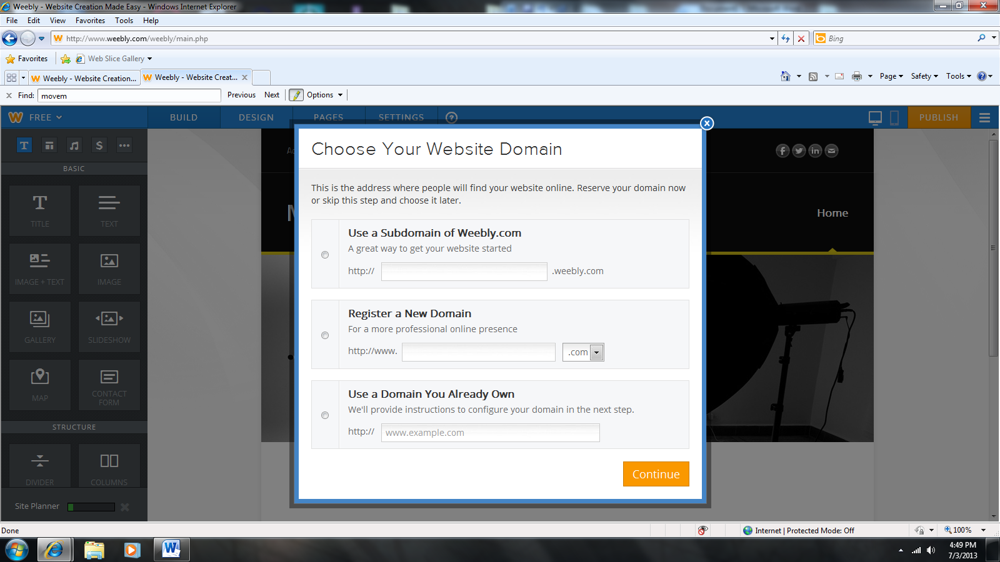 Weebly - Website Creation Made Easy - Windows Internet Explorer
File Edit View Favorites Tools Help
http://www.weebly.com/weebly/main.php
Bing
Favorites Web Slice Gallery
Weebly - Website Creation... Weebly - Website Creat...
Page Safety Tools
Find: movem Previous Next Options
W FREE BUILD DESIGN PAGES SETTINGS ? PUBLISH
BASIC
TITLE TEXT
IMAGE + TEXT IMAGE
GALLERY SLIDESHOW
MAP CONTACT
FORM
STRUCTURE
DIVIDER COLUMNS
Site Planner
Home
Choose Your Website Domain
This is the address where people will find your website online. Reserve your domain now
or skip this step and choose it later.
Use a Subdomain of Weebly.com
A great way to get your website started
http:// .weebly.com
Register a New Domain
For a more professional online presence
http://www. .com
Use a Domain You Already Own
We'll provide instructions to configure your domain in the next step.
http:// www.example.com
Continue
Done Internet | Protected Mode: Off 100%
4:49 PM
7/3/2013